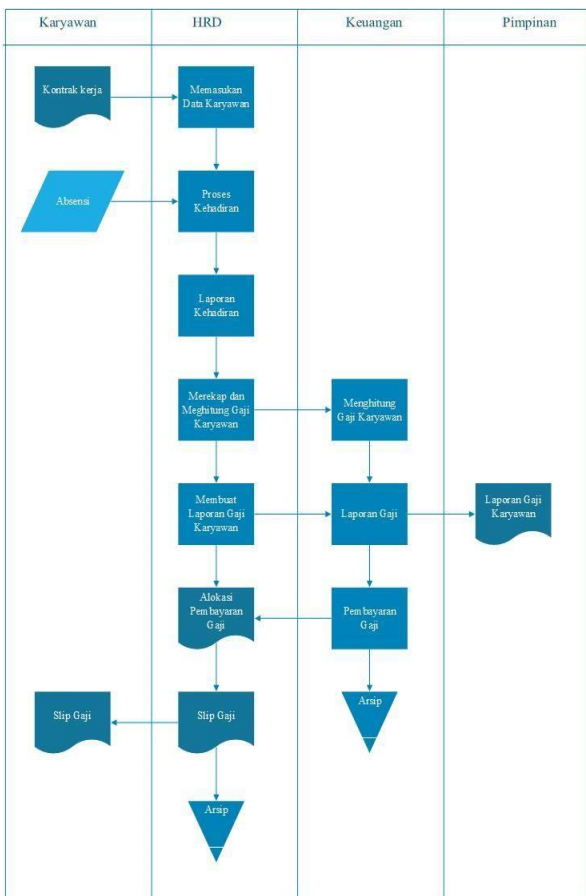 Karyawan
HRD
Keuangan
Pimpinan
Kontrak kerja
Memasukan
Data Karyawan
Absensi
Proses
Kehadiran
Laporan
Kehadiran
Merekap dan
Meghitung Gaji
Karyawan
Menghitung
Gaji Karyawan
Membuat
Laporan Gaji
Karyawan
Laporan Gaji
Laporan Gaji
Karyawan
Alokasi
Pembayaran
Gaji
Pembayaran
Gaji
Slip Gaji
Slip Gaji
Arsip
Arsip